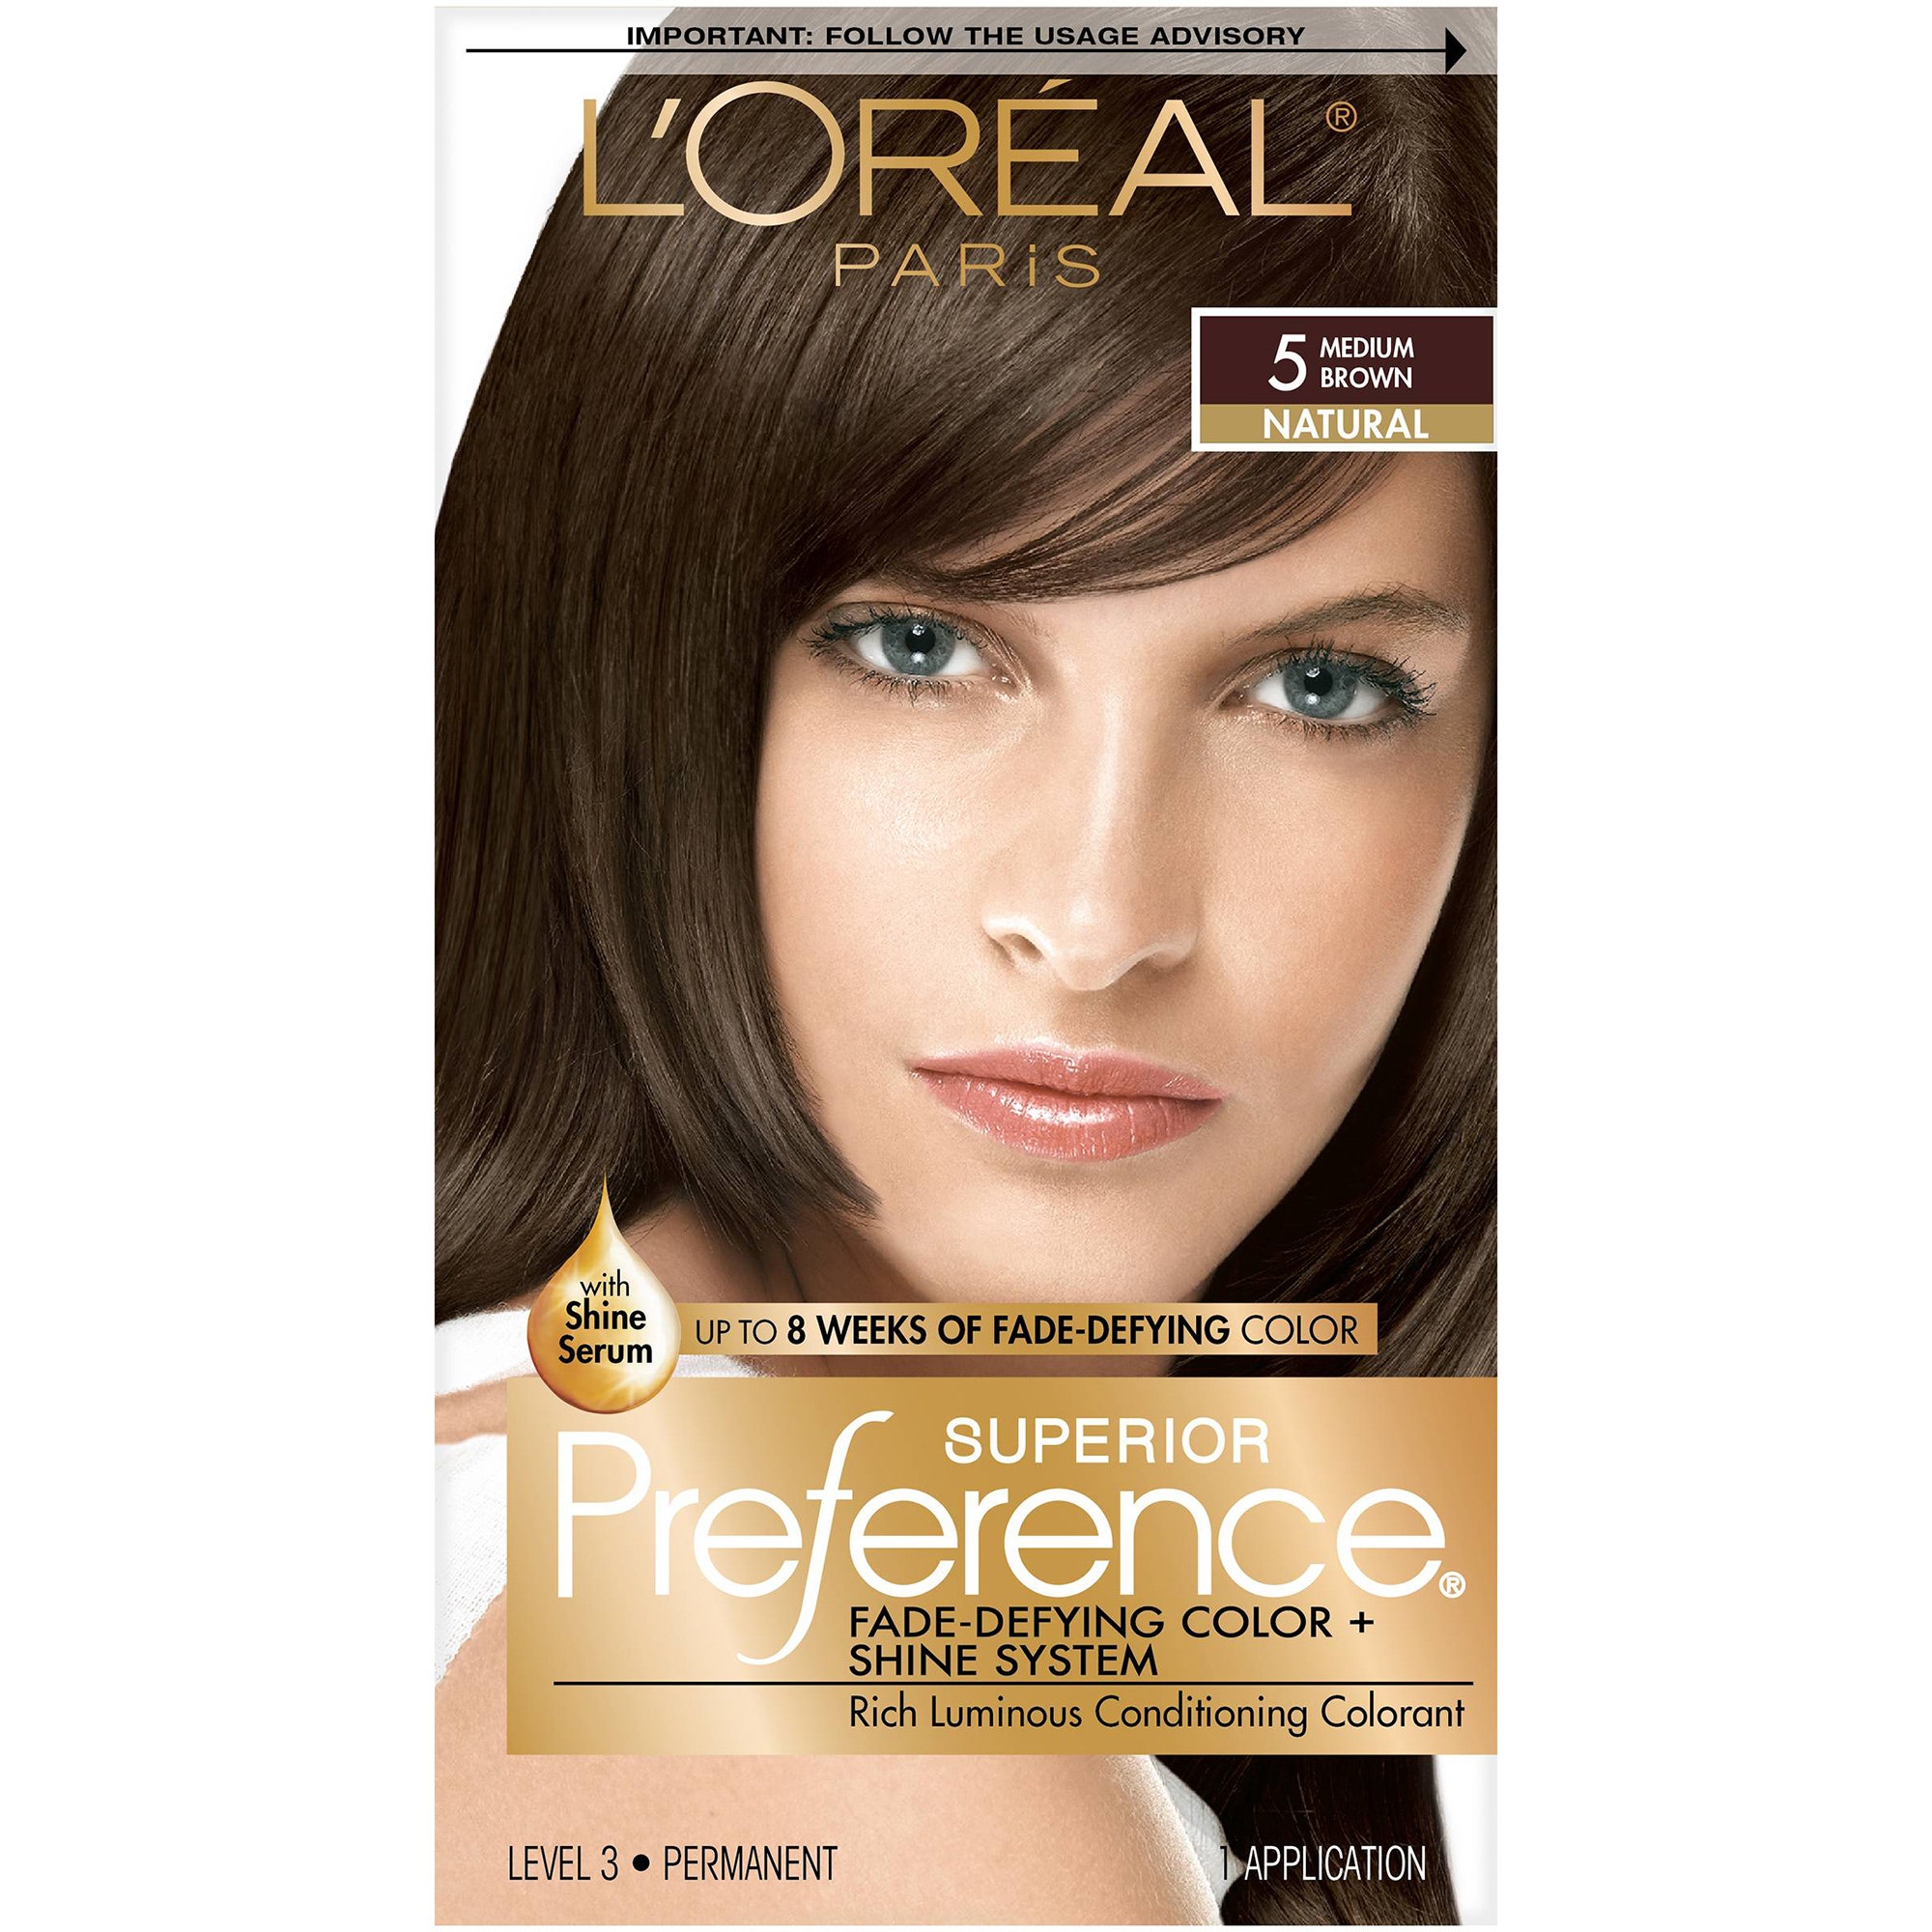 IMPORTANT: FOLLOW THE USAGE ADVISORY
L'ORÉAL®
PARiS
5 MEDIUM
BROWN
NATURAL
with
Shine
Serum
UP TO 8 WEEKS OF FADE-DEFYING COLOR
SUPERIOR
Preference®
FADE-DEFYING COLOR +
SHINE SYSTEM
Rich Luminous Conditioning Colorant
LEVEL 3 • PERMANENT
1 APPLICATION